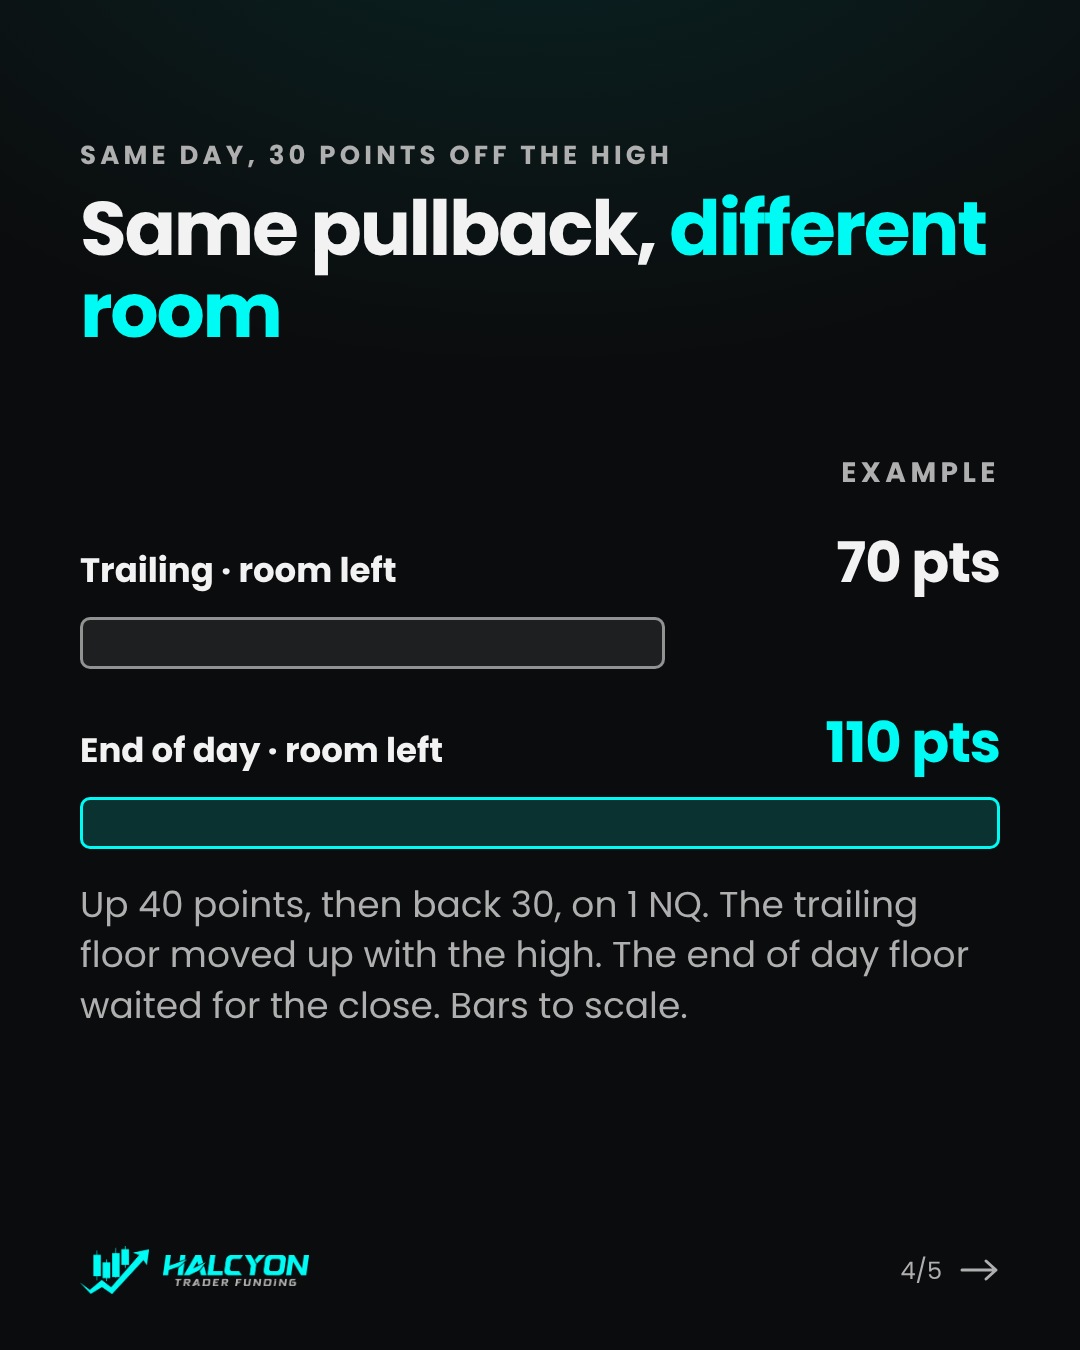 SAME DAY, 30 POINTS OFF THE HIGH
Same pullback, different
room
EXAMPLE
Trailing · room left
70 pts
End of day · room left
110 pts
Up 40 points, then back 30, on 1 NQ. The trailing
floor moved up with the high. The end of day floor
waited for the close. Bars to scale.
HALCYON
TRADER FUNDING
4/5